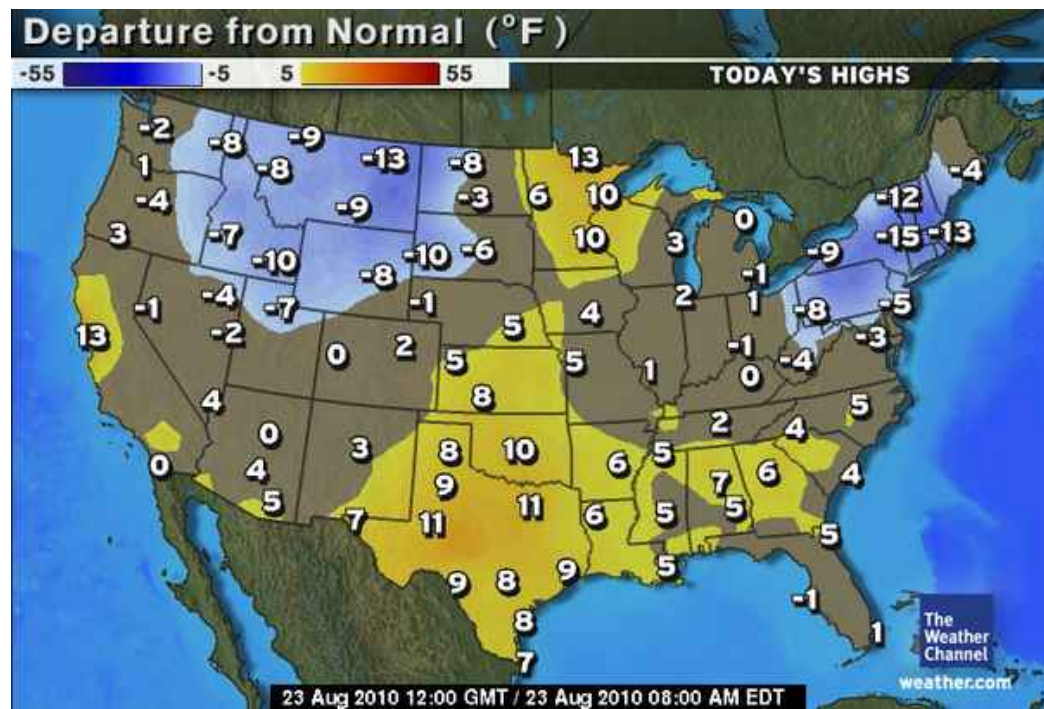 Departure from Normal (°F)
-55 -5 5 55 TODAY'S HIGHS
-2 -8 -9 -13 -8 13 -4
1 -8 6 10 -12
-4 -9 -3 0
3 -7 -10 -10 -6 10 3 -9 -15 -13
-8 -1
-1 -4 -7 -1 4 2 1 -8 -5
13 -2 5 -3
0 2 5 5 1 -1 -4
4 8 0
0 3 2 4 5
0 4 8 10 6 5 6 4
5 9 7
7 11 11 6 5 5 5
9 8 9 5
8 -1
7 1
The
Weather
Channel
weather.com
23 Aug 2010 12:00 GMT / 23 Aug 2010 08:00 AM EDT